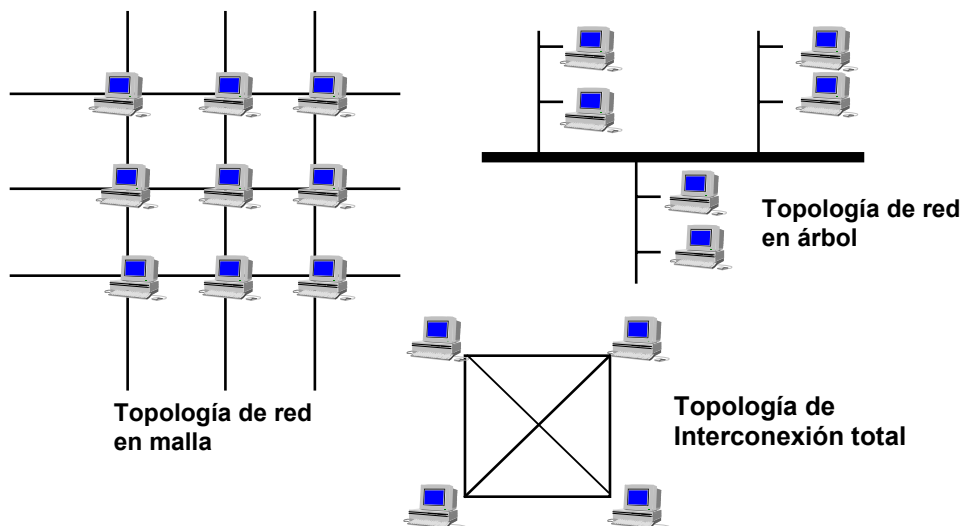 Topología de red
en malla
Topología de red
en árbol
Topología de
Interconexión total